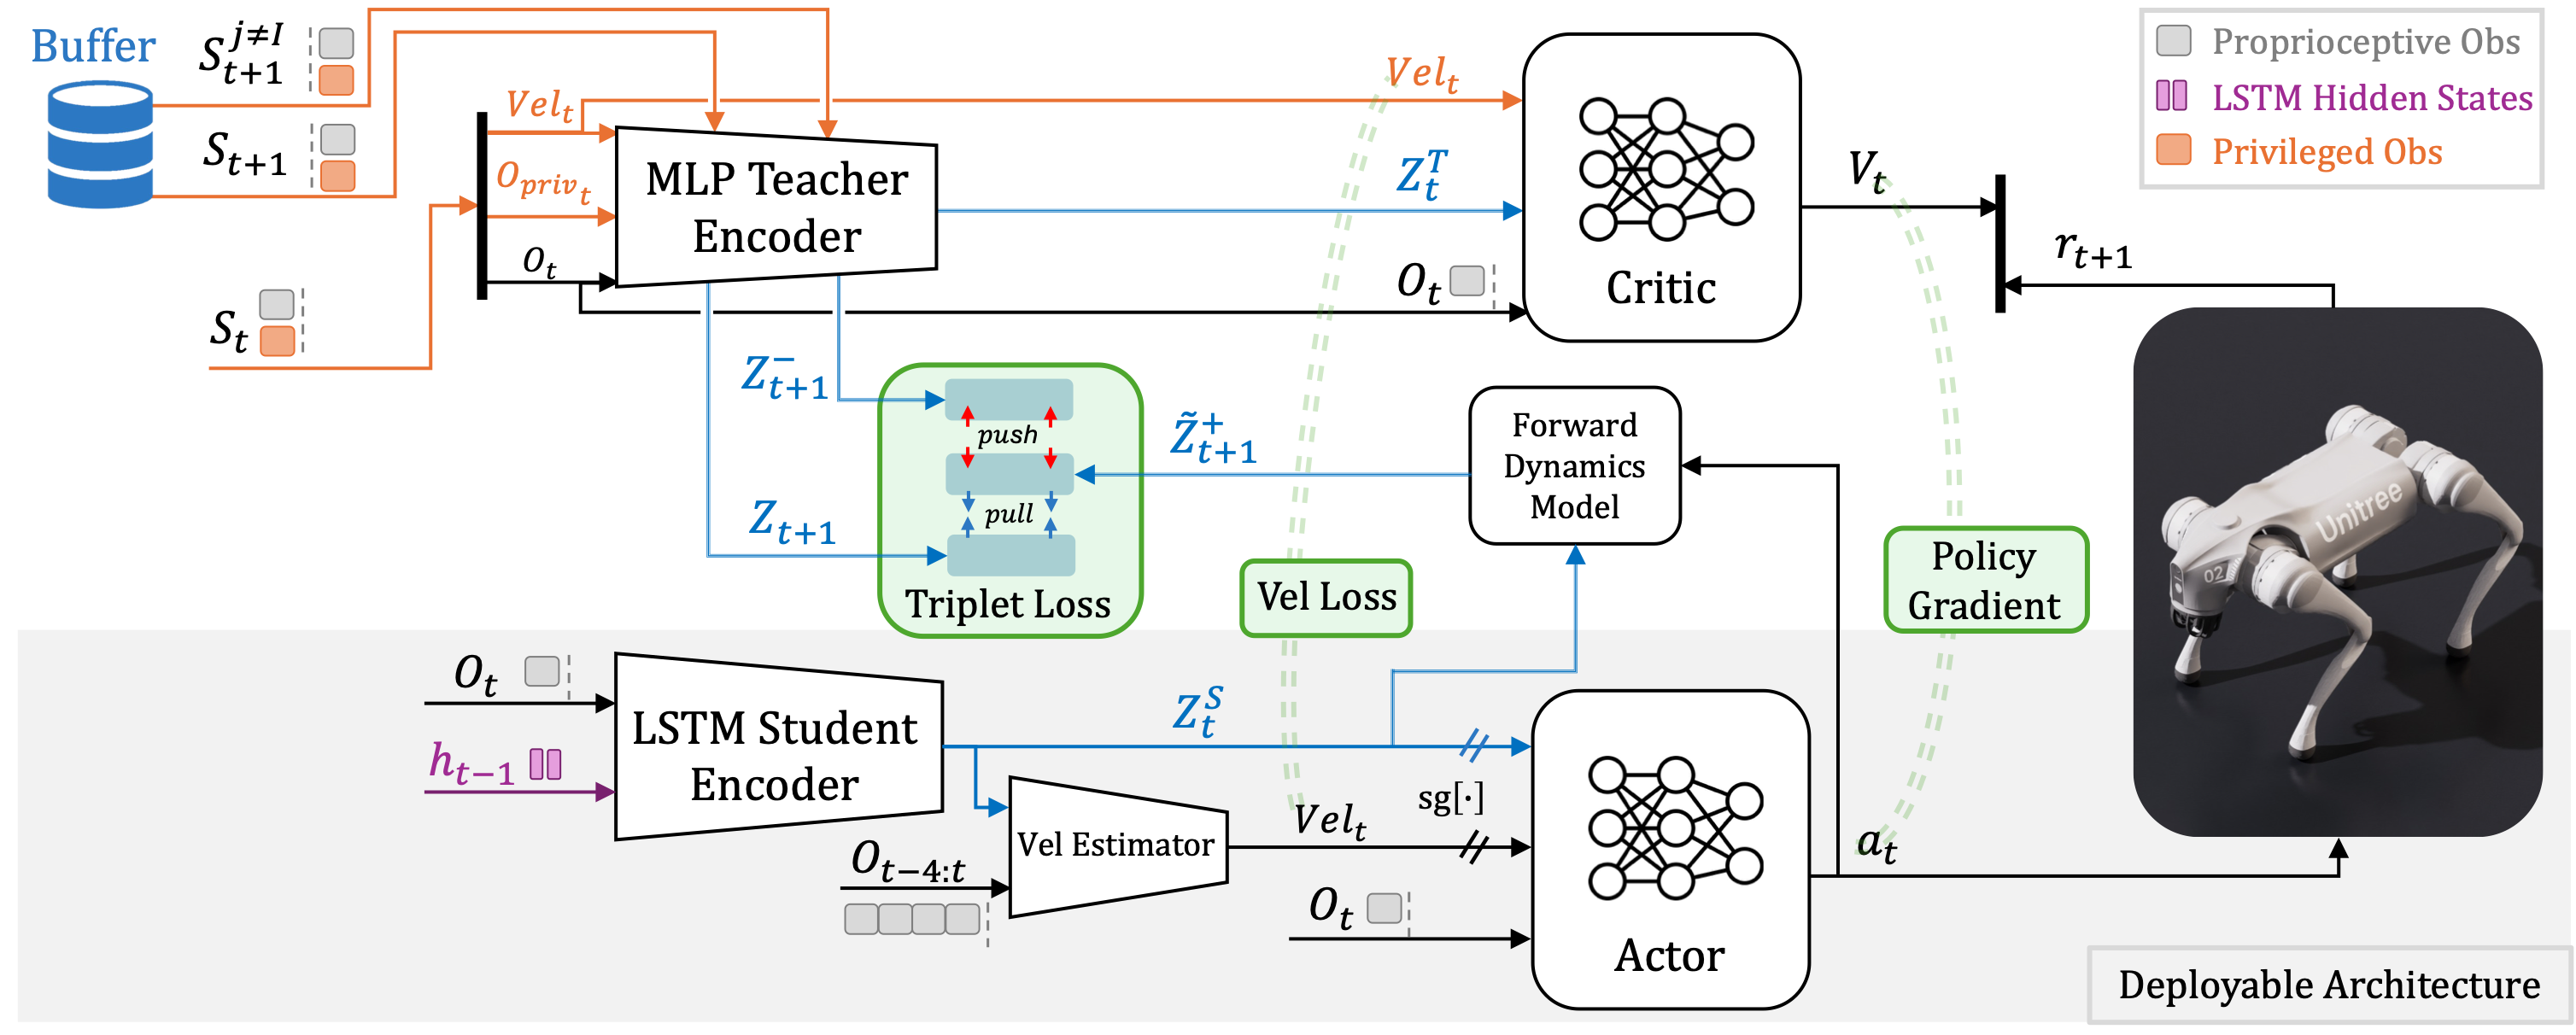 Buffer
S_{t+1}^{j≠I}
S_{t+1}
S_t
Vel_t
O_{priv_t}
O_t
MLP Teacher
Encoder
Vel_t
Z_t^T
O_t
Critic
V_t
r_{t+1}
Proprioceptive Obs
LSTM Hidden States
Privileged Obs
Z_{t+1}^-
Z_{t+1}
push
pull
Triplet Loss
Z̃_{t+1}^+
Forward
Dynamics
Model
Vel Loss
Policy
Gradient
Unitree
02
O_t
h_{t-1}
LSTM Student
Encoder
Z_t^S
O_{t-4:t}
Vel Estimator
Vel_t
sg[·]
O_t
Actor
a_t
Deployable Architecture